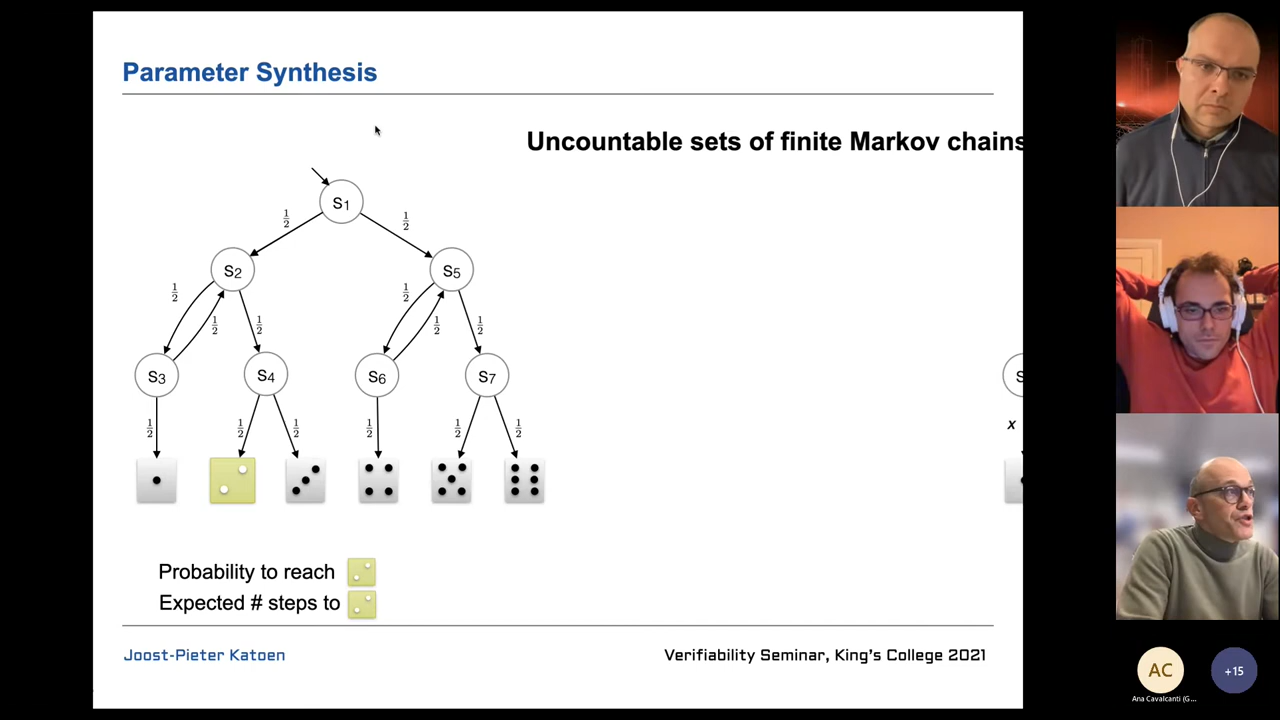 Parameter Synthesis
Uncountable sets of finite Markov chains
S1
1/2 1/2
S2 S5
1/2 1/2 1/2 1/2 1/2 1/2
S3 S4 S6 S7 S
1/2 1/2 1/2 1/2 1/2 1/2 x
Probability to reach
Expected # steps to
Joost-Pieter Katoen Verifiability Seminar, King's College 2021
AC +15
Ana Cavalcanti (G...